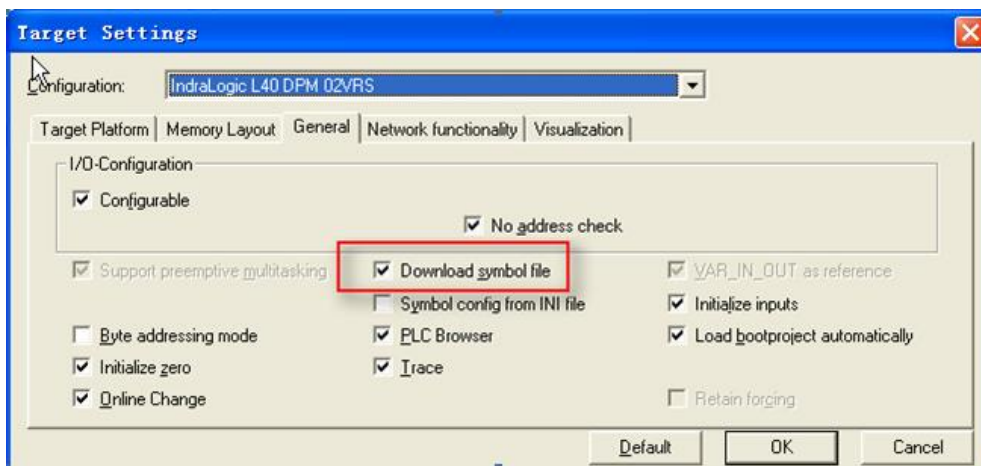 Target Settings
Configuration: IndraLogic L40 DPM 02VRS
Target Platform Memory Layout General Network functionality Visualization
I/O-Configuration
Configurable
No address check
Support preemptive multitasking Download symbol file VAR_IN_OUT as reference
Symbol config from INI file Initialize inputs
Byte addressing mode PLC Browser Load bootproject automatically
Initialize zero Trace
Online Change Retain forcing
Default OK Cancel